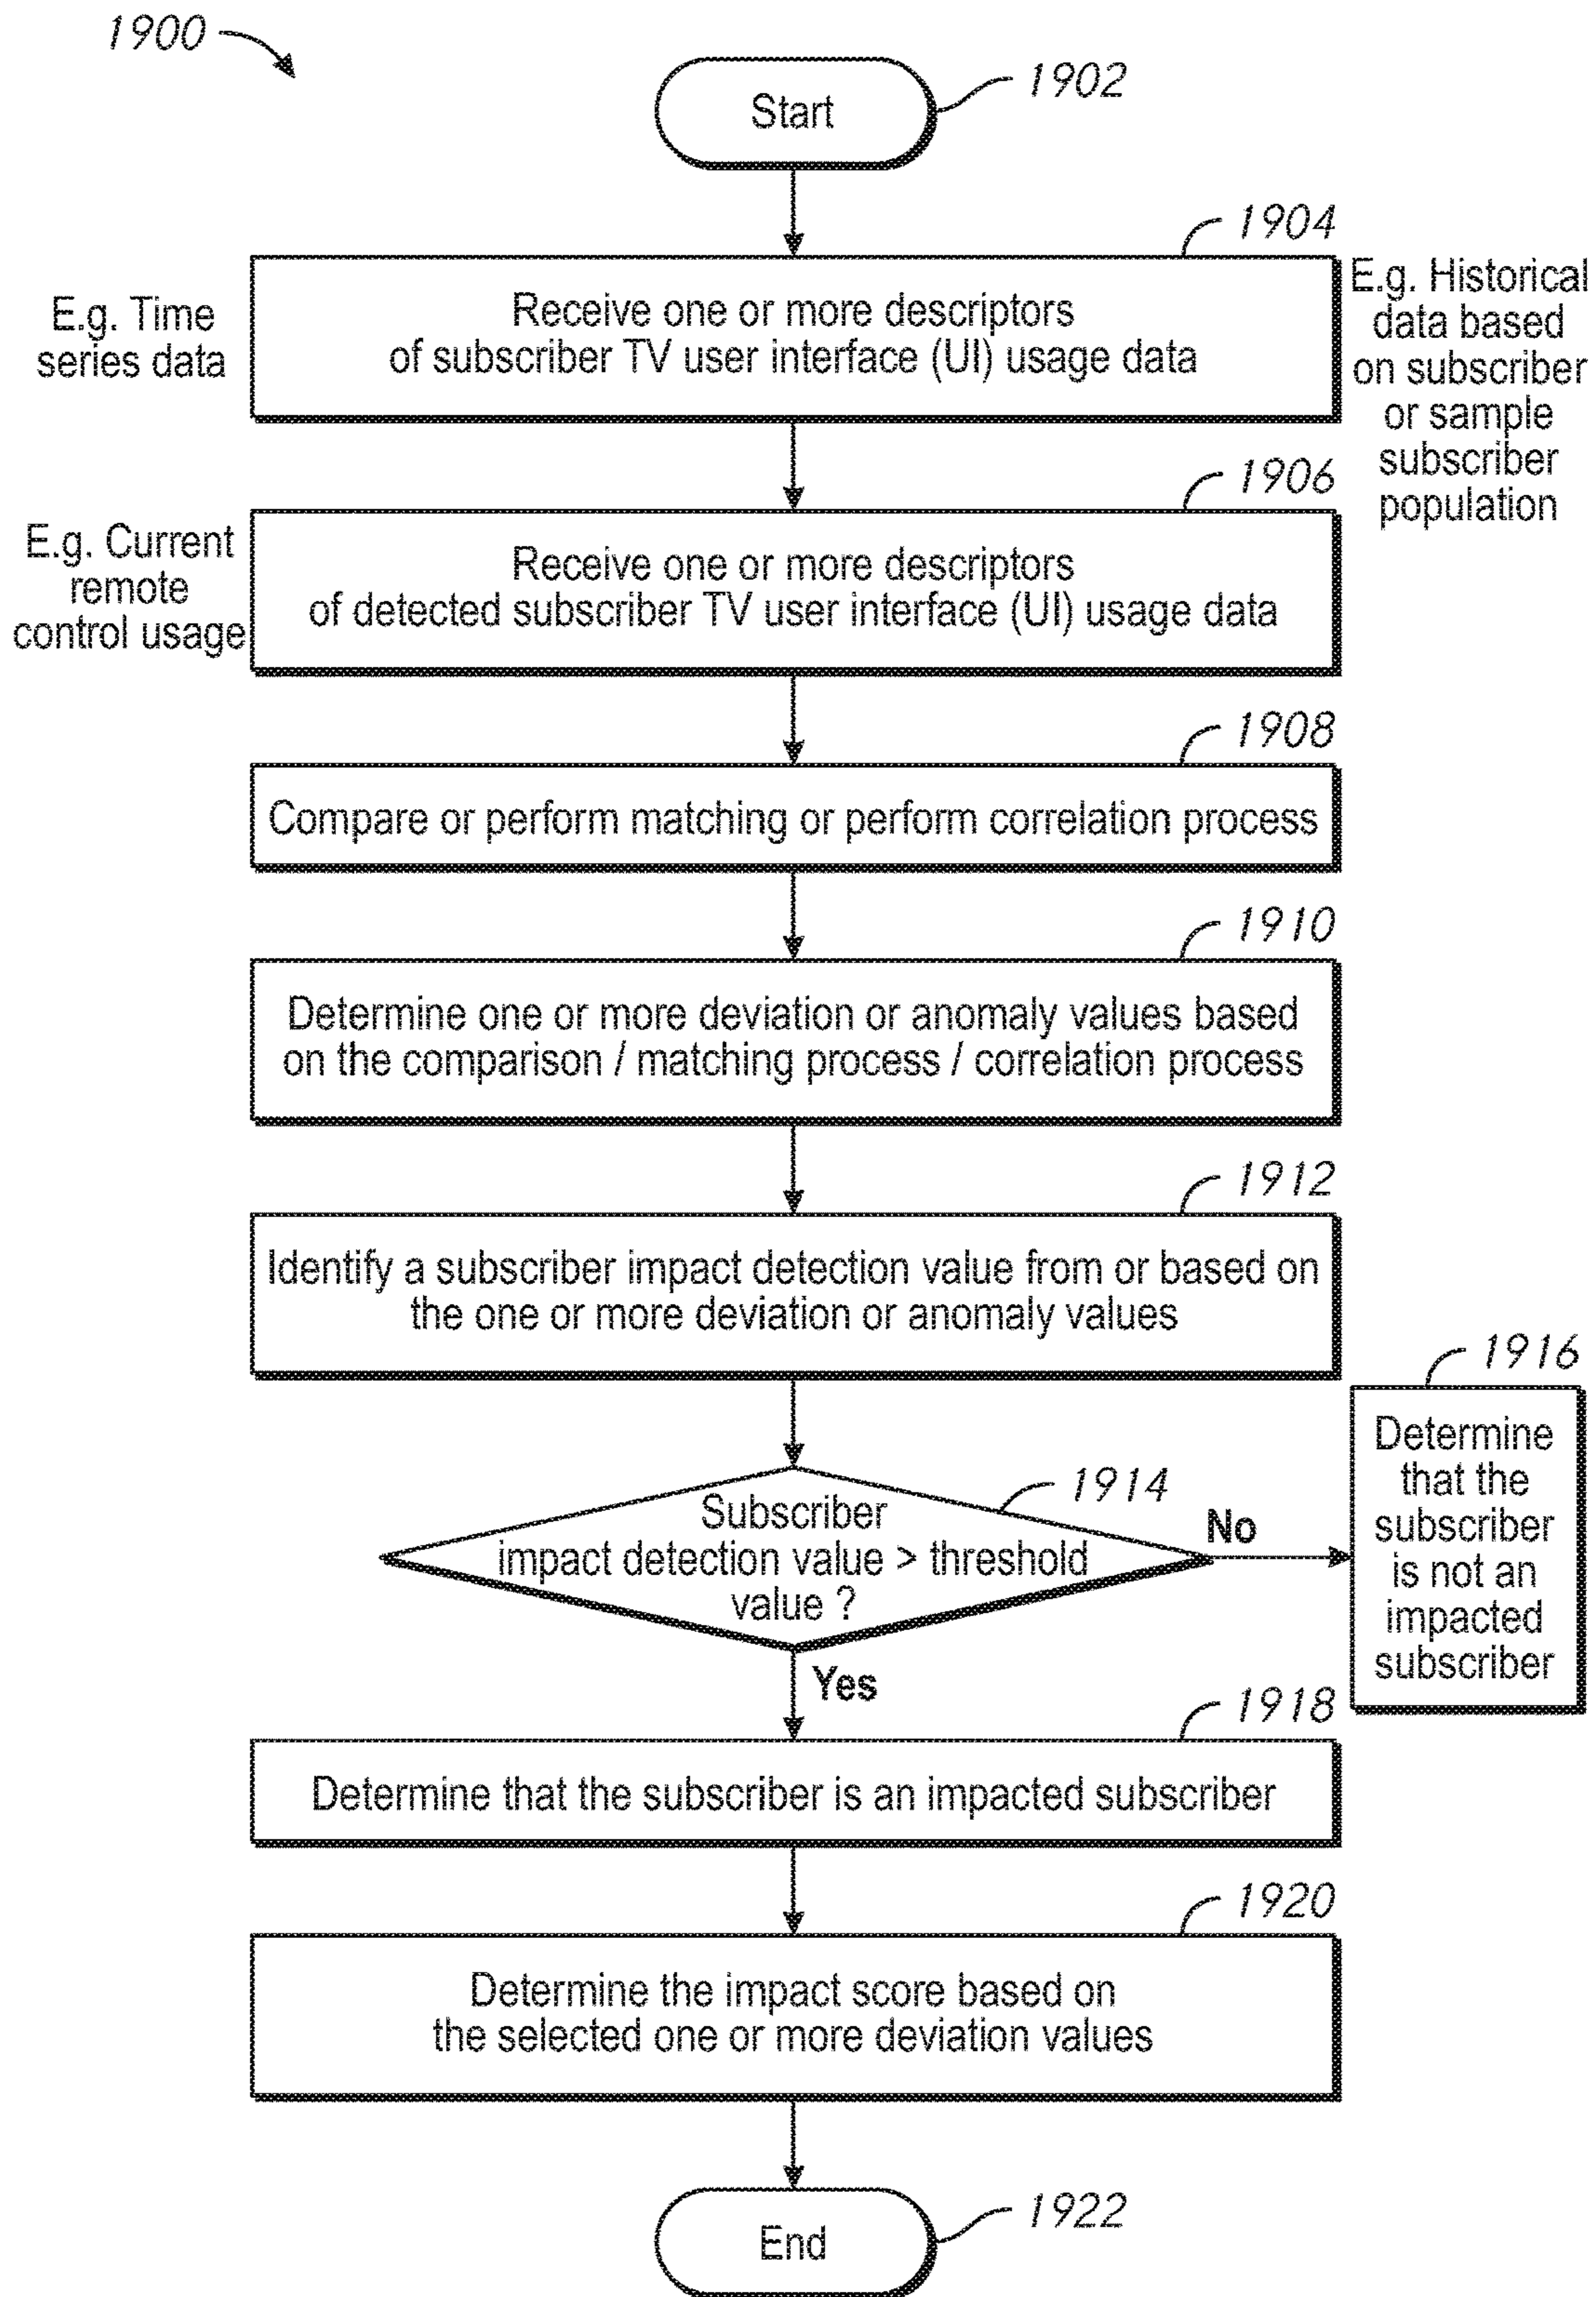 1900
Start
1902
1904
E.g. Time
series data
Receive one or more descriptors
of subscriber TV user interface (UI) usage data
E.g. Historical
data based
on subscriber
or sample
subscriber
population
1906
E.g. Current
remote
control usage
Receive one or more descriptors
of detected subscriber TV user interface (UI) usage data
1908
Compare or perform matching or perform correlation process
1910
Determine one or more deviation or anomaly values based
on the comparison / matching process / correlation process
1912
Identify a subscriber impact detection value from or based on
the one or more deviation or anomaly values
1914
Subscriber
impact detection value > threshold
value ?
No
1916
Determine
that the
subscriber
is not an
impacted
subscriber
Yes
1918
Determine that the subscriber is an impacted subscriber
1920
Determine the impact score based on
the selected one or more deviation values
End
1922